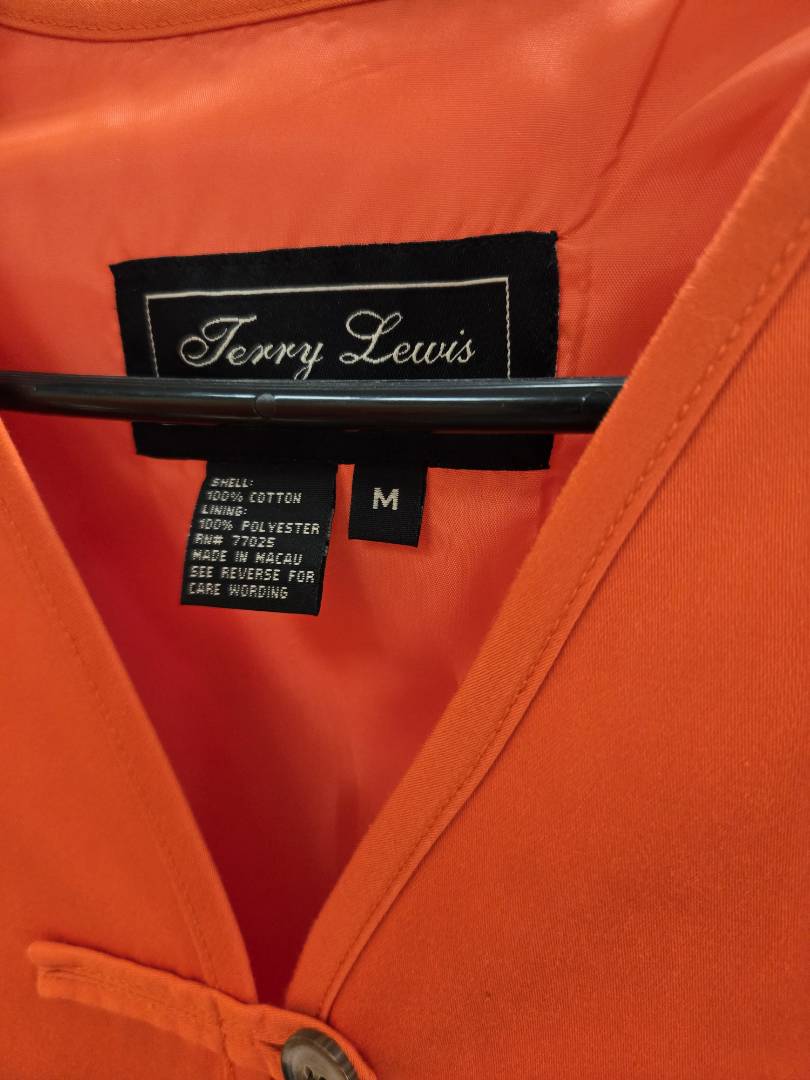 Terry Lewis
SHELL:
100% COTTON
LINING:
100% POLYESTER
RN# 77025
MADE IN MACAU
SEE REVERSE FOR
CARE WORDING
M